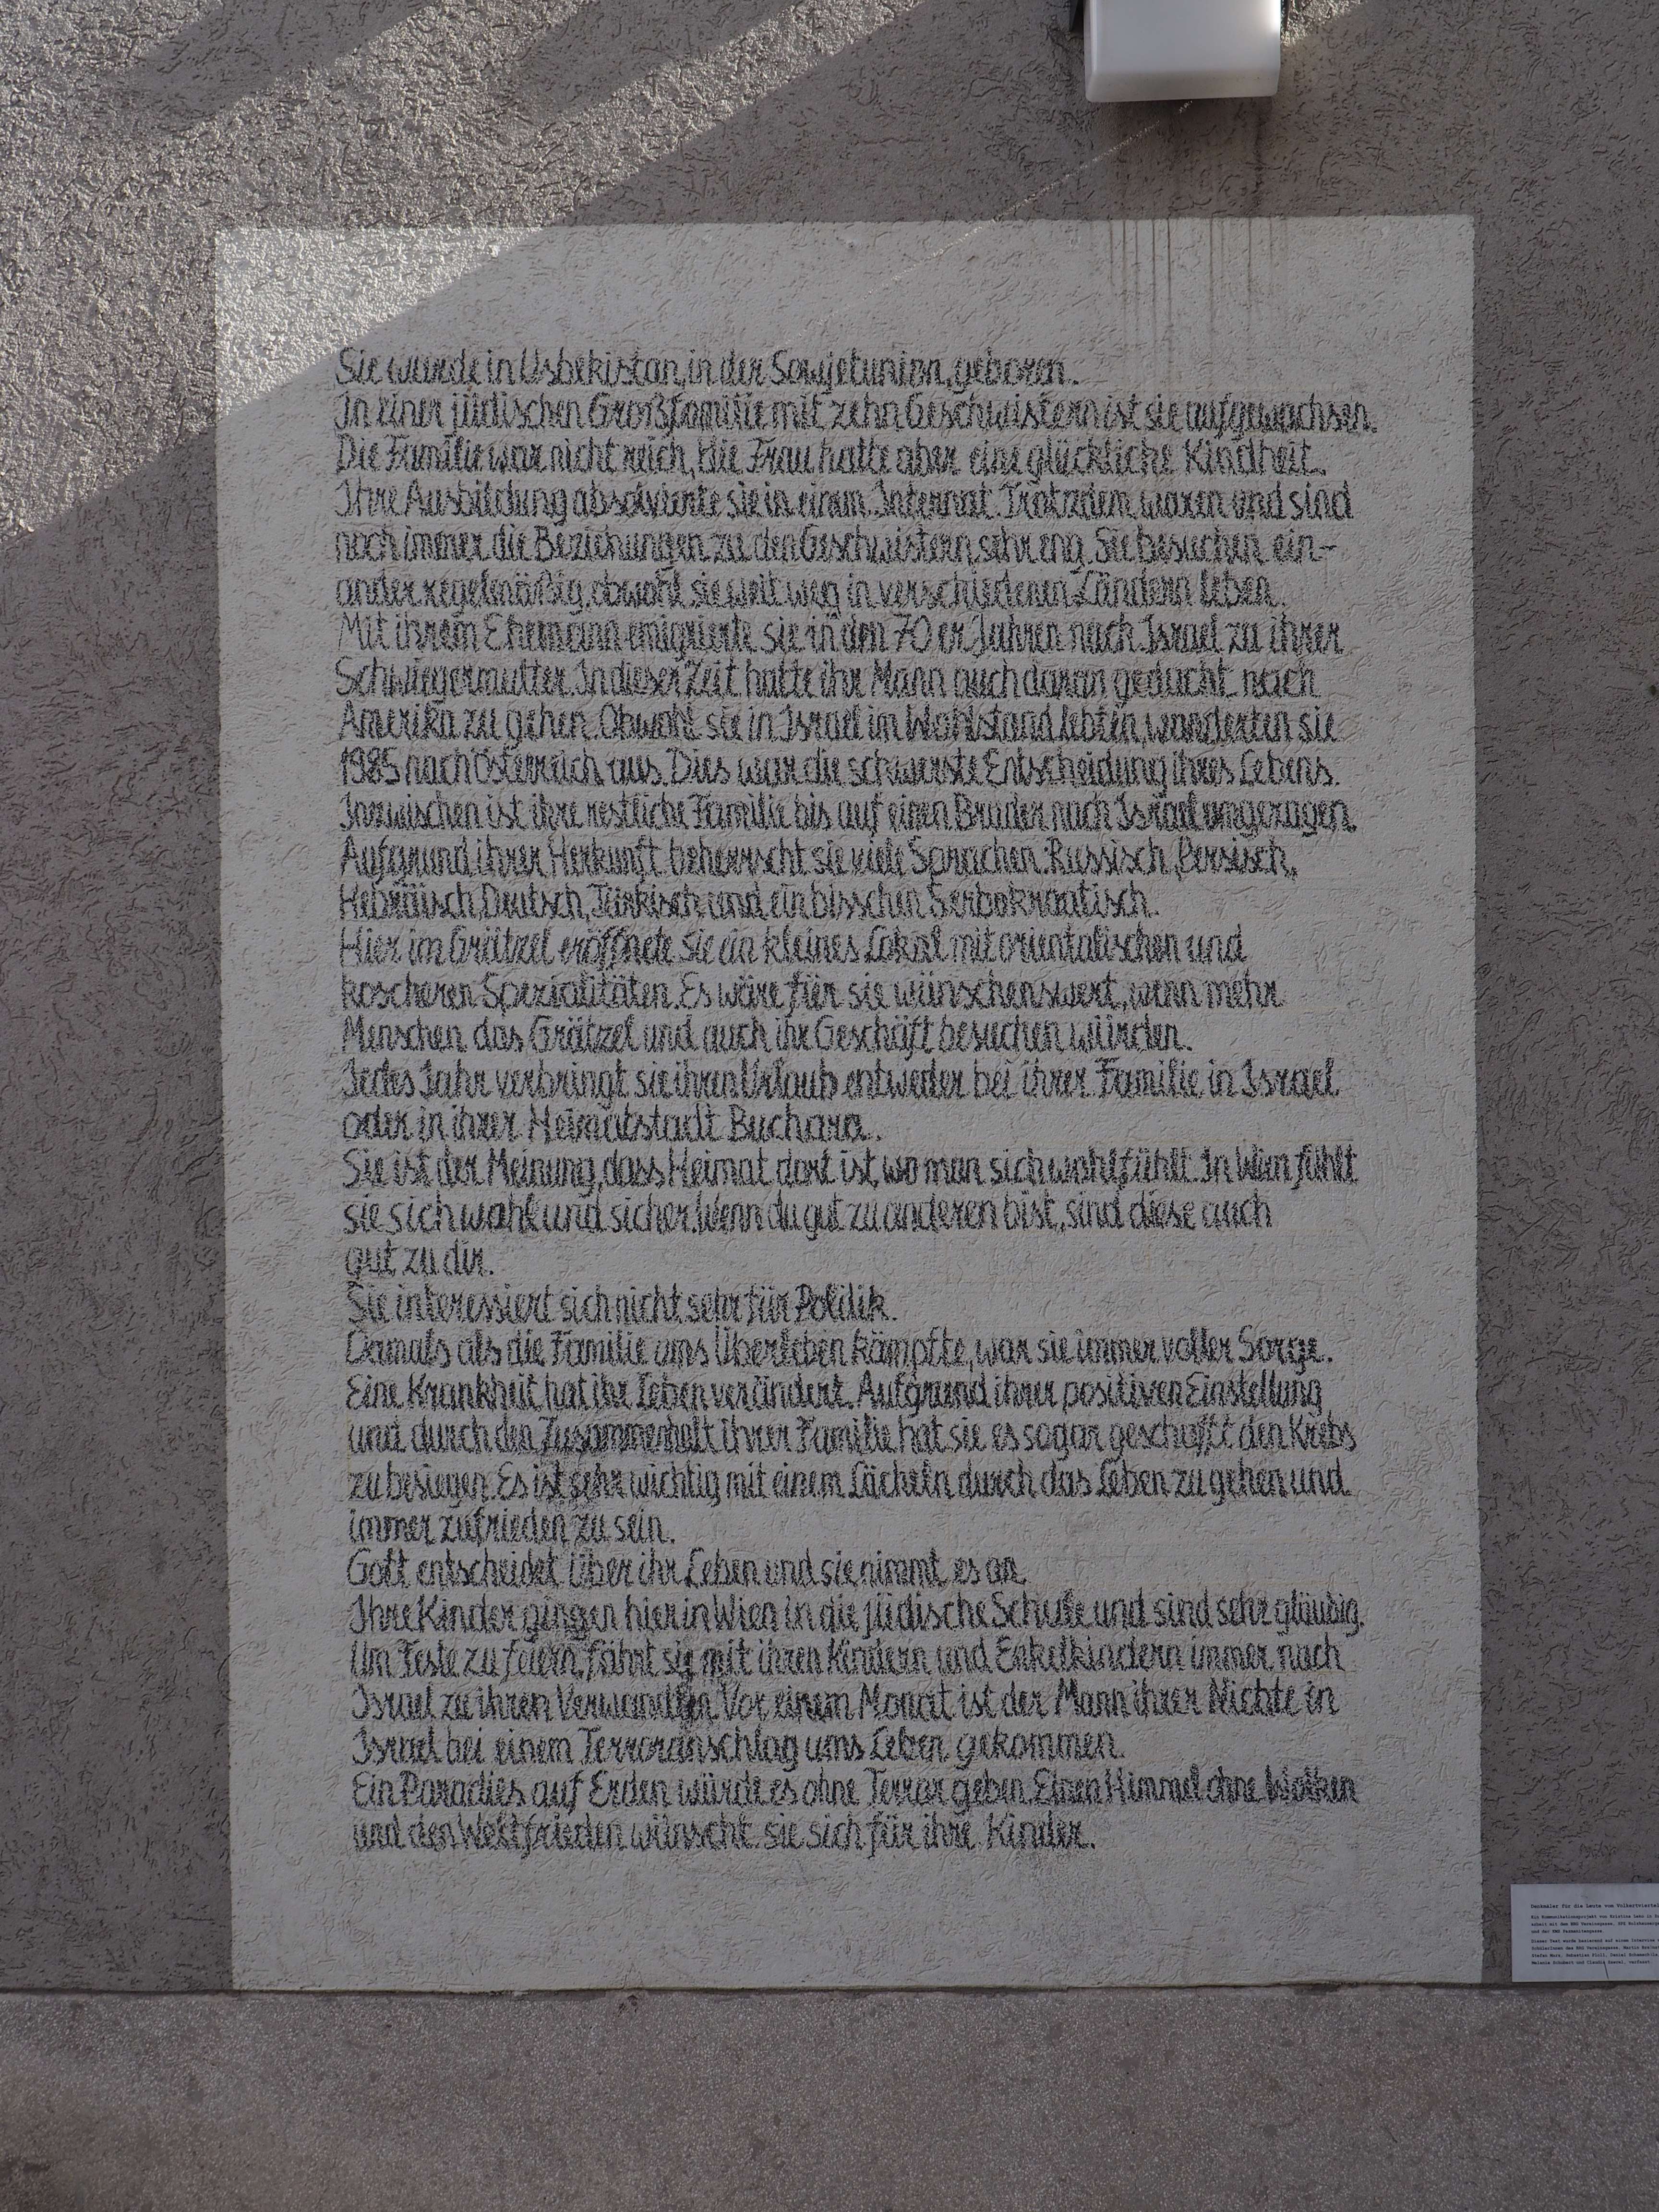 Sie wurde in Usbekistan, in der Sowjetunion, geboren.
In einer jüdischen Großfamilie mit zehn Geschwistern ist sie aufgewachsen.
Die Familie war nicht reich, die Frau hatte aber eine glückliche Kindheit.
Ihre Ausbildung absolvierte sie in einem Internat. Trotzdem waren und sind
noch immer die Beziehungen zu den Geschwistern sehr eng. Sie besuchen ein-
ander regelmäßig, obwohl sie weit weg in verschiedenen Ländern leben.
Mit ihrem Ehemann emigrierte sie in den 70er Jahren nach Israel zu ihrer
Schwiegermutter. In dieser Zeit hatte ihr Mann auch daran gedacht nach
Amerika zu gehen. Obwohl sie in Israel im Wohlstand lebten, wanderten sie
1985 nach Österreich aus. Dies war die schwerste Entscheidung ihres Lebens.
Inzwischen ist ihre restliche Familie bis auf einen Bruder nach Israel umgezogen.
Aufgrund ihrer Herkunft beherrscht sie viele Sprachen: Russisch, Persisch,
Hebräisch, Deutsch, Türkisch und ein bisschen Serbokroatisch.
Hier im Grätzel eröffnete sie ein kleines Lokal mit orientalischen und
koscheren Spezialitäten. Es wäre für sie wünschenswert, wenn mehr
Menschen das Grätzel und auch ihr Geschäft besuchen würden.
Jedes Jahr verbringt sie ihren Urlaub entweder bei ihrer Familie in Israel
oder in ihrer Heimatstadt Buchara.
Sie ist der Meinung, dass Heimat dort ist, wo man sich wohlfühlt. In Wien fühlt
sie sich wohl und sicher. Wenn du gut zu anderen bist, sind diese auch
gut zu dir.
Sie interessiert sich nicht sehr für Politik.
Damals als die Familie ums Überleben kämpfte, war sie immer voller Sorge.
Eine Krankheit hat ihr Leben verändert. Aufgrund ihrer positiven Einstellung
und durch den Zusammenhalt ihrer Familie hat sie es sogar geschafft den Krebs
zu besiegen. Es ist sehr wichtig mit einem Lächeln durch das Leben zu gehen und
immer zufrieden zu sein.
Gott entscheidet über ihr Leben und sie nimmt es an.
Ihre Kinder gingen hier in Wien in die jüdische Schule und sind sehr gläubig.
Um Feste zu feiern, fährt sie mit ihren Kindern und Enkelkindern immer nach
Israel zu ihren Verwandten. Vor einem Monat ist der Mann ihrer Nichte in
Israel bei einem Terroranschlag ums Leben gekommen.
Ein Paradies auf Erden würde es ohne Terror geben. Einen Himmel ohne Wolken
und den Weltfrieden wünscht sie sich für ihre Kinder.
Denkmäler für die Leute vom Volkertviertel
Ein Kommunikationsprojekt von Kristina Leko in